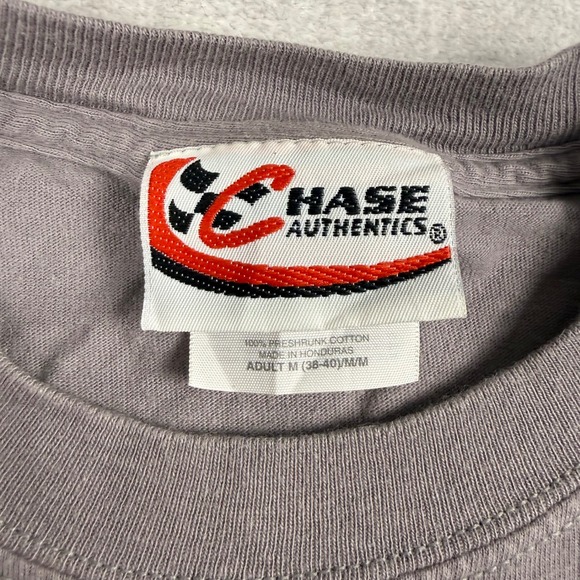 CHASE
AUTHENTICS®
100% PRESHRUNK COTTON
MADE IN HONDURAS
ADULT M (38-40)/M/M